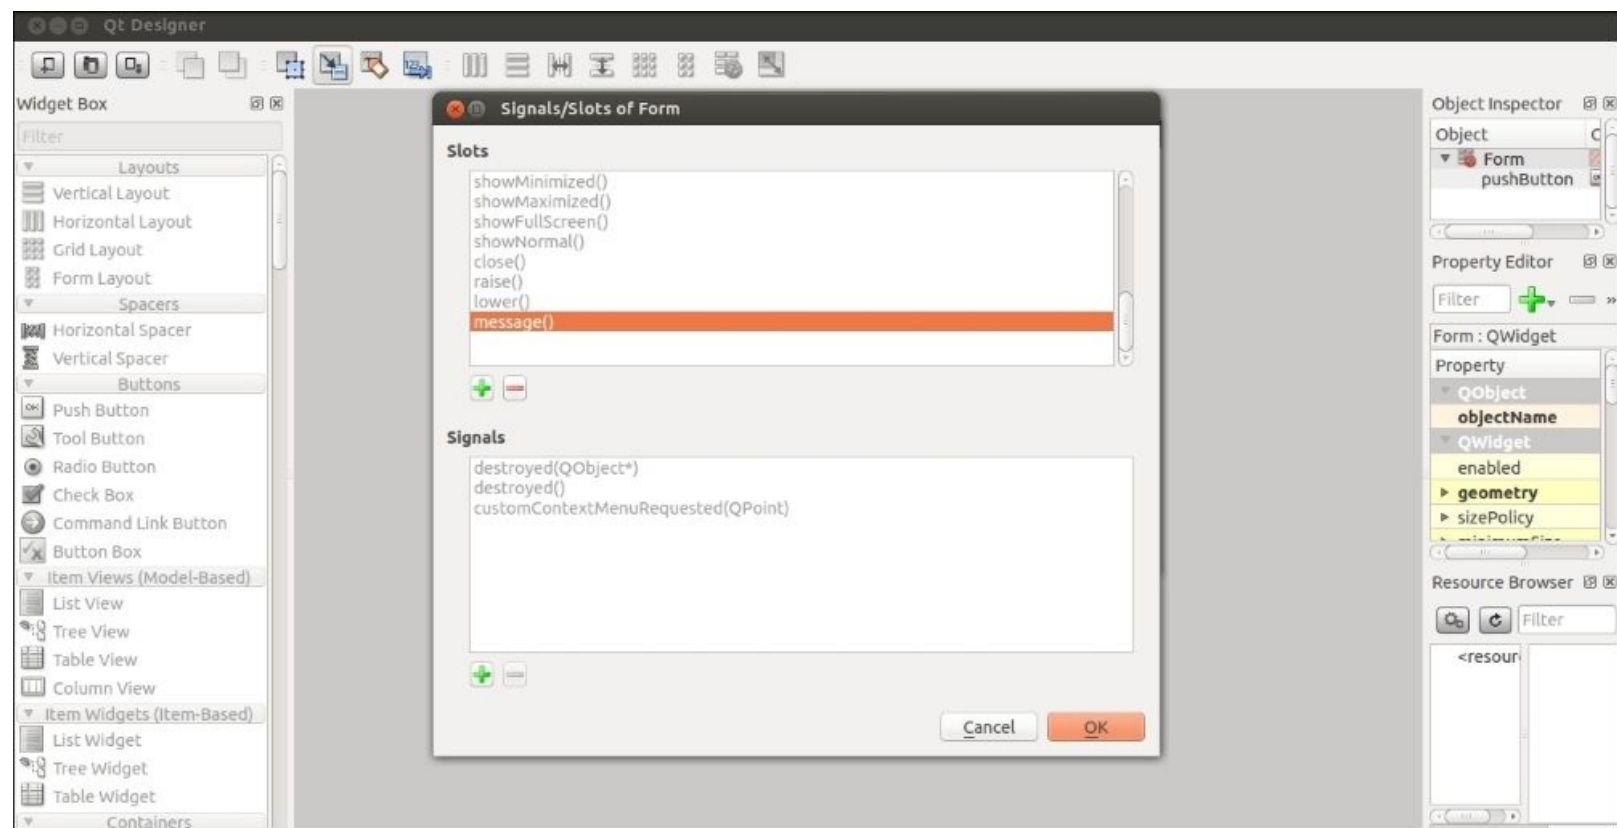 Qt Designer
Widget Box
Filter
Layouts
Vertical Layout
Horizontal Layout
Grid Layout
Form Layout
Spacers
Horizontal Spacer
Vertical Spacer
Buttons
Push Button
Tool Button
Radio Button
Check Box
Command Link Button
Button Box
Item Views (Model-Based)
List View
Tree View
Table View
Column View
Item Widgets (Item-Based)
List Widget
Tree Widget
Table Widget
Containers
Signals/Slots of Form
Slots
showMinimized()
showMaximized()
showFullScreen()
showNormal()
close()
raise()
lower()
message()
Signals
destroyed(QObject*)
destroyed()
customContextMenuRequested(QPoint)
Cancel
OK
Object Inspector
Object
C
Form
pushButton
Property Editor
Filter
Form : QWidget
Property
QObject
objectName
QWidget
enabled
geometry
sizePolicy
Resource Browser
Filter
<resour